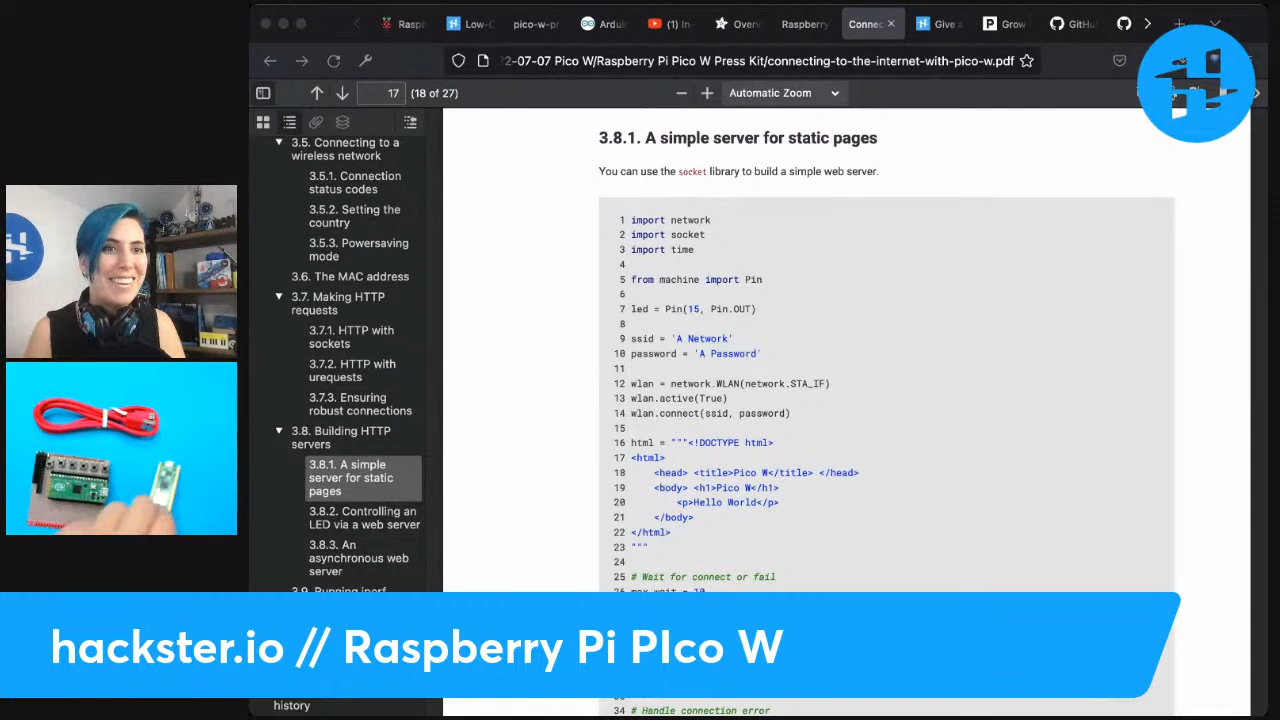 Raspb
Low-C
pico-w-pr
Ardui
In-
Overv
Raspberry
Connec
Give a
Grow
GitHu
-07-07 Pico W/Raspberry Pi Pico W Press Kit/connecting-to-the-internet-with-pico-w.pdf
17 (18 of 27)
Automatic Zoom
3.5. Connecting to a
wireless network
3.5.1. Connection
status codes
3.5.2. Setting the
country
3.5.3. Powersaving
mode
3.6. The MAC address
3.7. Making HTTP
requests
3.7.1. HTTP with
sockets
3.7.2. HTTP with
urequests
3.7.3. Ensuring
robust connections
3.8. Building HTTP
servers
3.8.1. A simple
server for static
pages
3.8.2. Controlling an
LED via a web server
3.8.3. An
asynchronous web
server
3.9. Running iperf
history
3.8.1. A simple server for static pages
You can use the socket library to build a simple web server.
1 import network
2 import socket
3 import time
4
5 from machine import Pin
6
7 led = Pin(15, Pin.OUT)
8
9 ssid = 'A Network'
10 password = 'A Password'
11
12 wlan = network.WLAN(network.STA_IF)
13 wlan.active(True)
14 wlan.connect(ssid, password)
15
16 html = """<!DOCTYPE html>
17 <html>
18 <head> <title>Pico W</title> </head>
19 <body> <h1>Pico W</h1>
20 <p>Hello World</p>
21 </body>
22 </html>
23 """
24
25 # Wait for connect or fail
26 max_wait = 10
34 # Handle connection error
hackster.io // Raspberry Pi PIco W